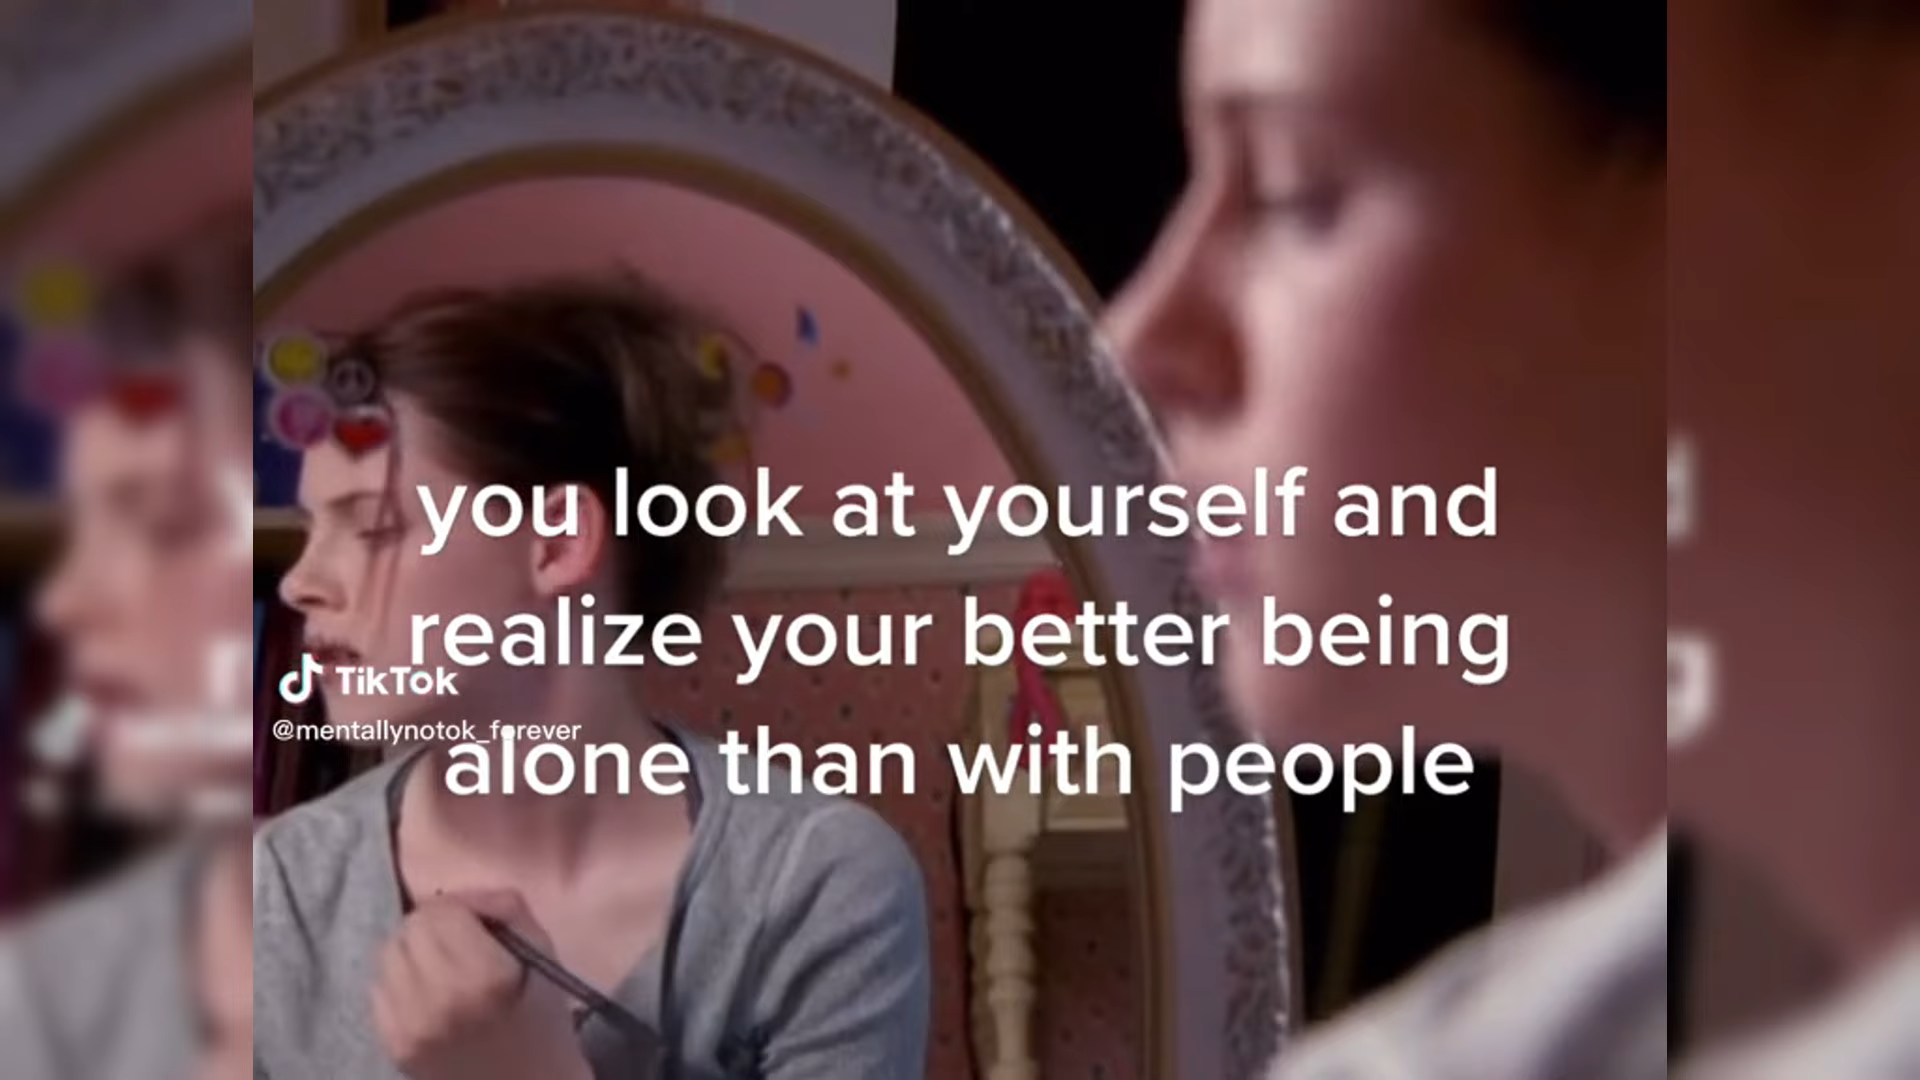 you look at yourself and
realize your better being
TikTok
@mentallynotok_forever
alone than with people